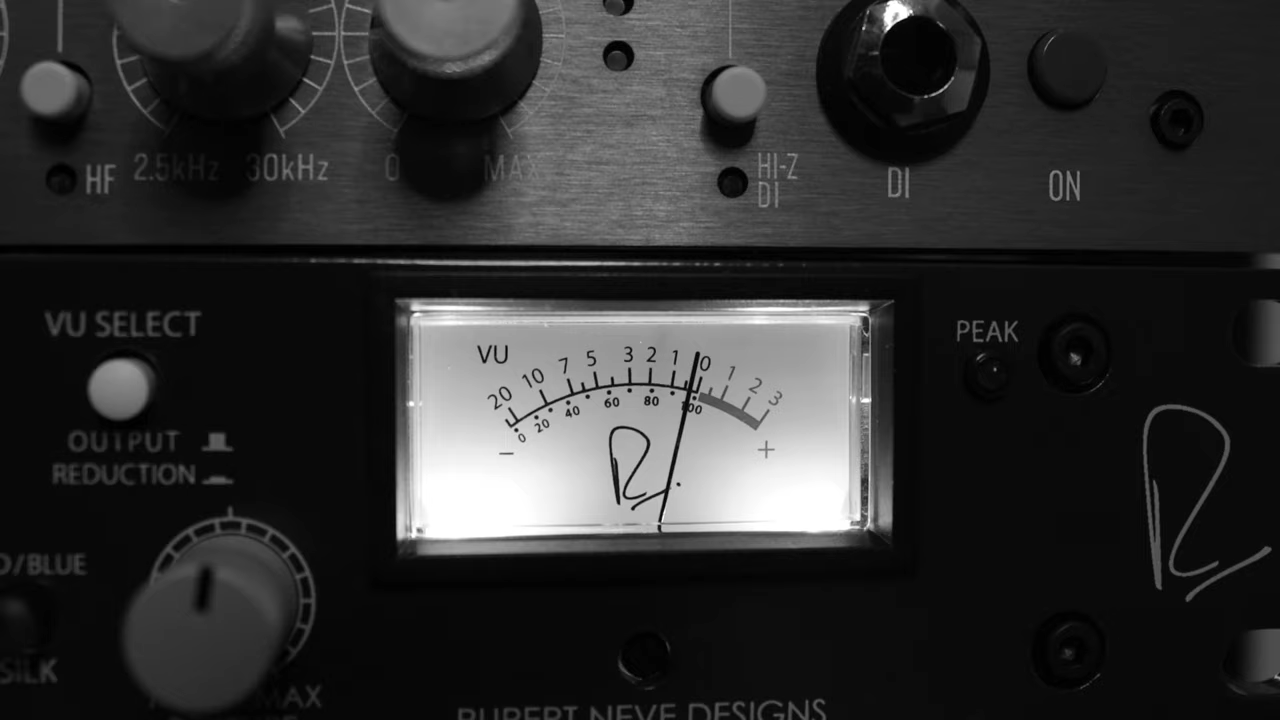 HF
2.5kHz 30kHz
0 MAX
HI-Z
DI
DI
ON
VU SELECT
OUTPUT
REDUCTION
VU
20 10 7 5 3 2 1 0 1 2 3
0 20 40 60 80 100
- +
PEAK
/BLUE
SILK
MAX
RUPERT NEVE DESIGNS